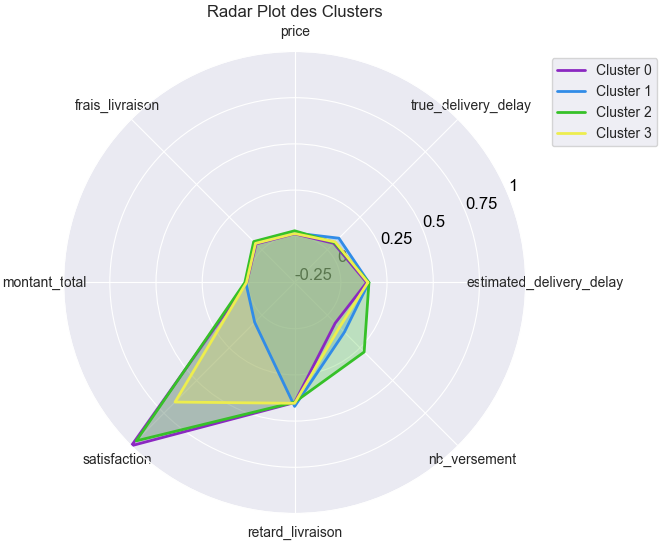 Radar Plot des Clusters
price
Cluster 0
Cluster 1
Cluster 2
Cluster 3
frais_livraison
true_delivery_delay
1
0.75
0.5
0.25
0
-0.25
montant_total
estimated_delivery_delay
satisfaction
nb_versement
retard_livraison